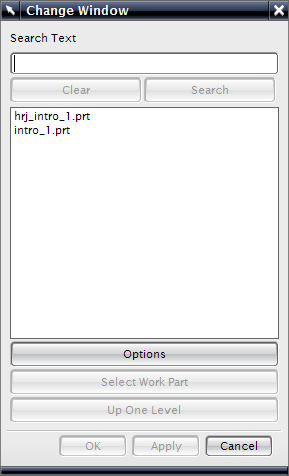 Change Window
Search Text
Clear Search
hrj_intro_1.prt
intro_1.prt
Options
Select Work Part
Up One Level
OK Apply Cancel